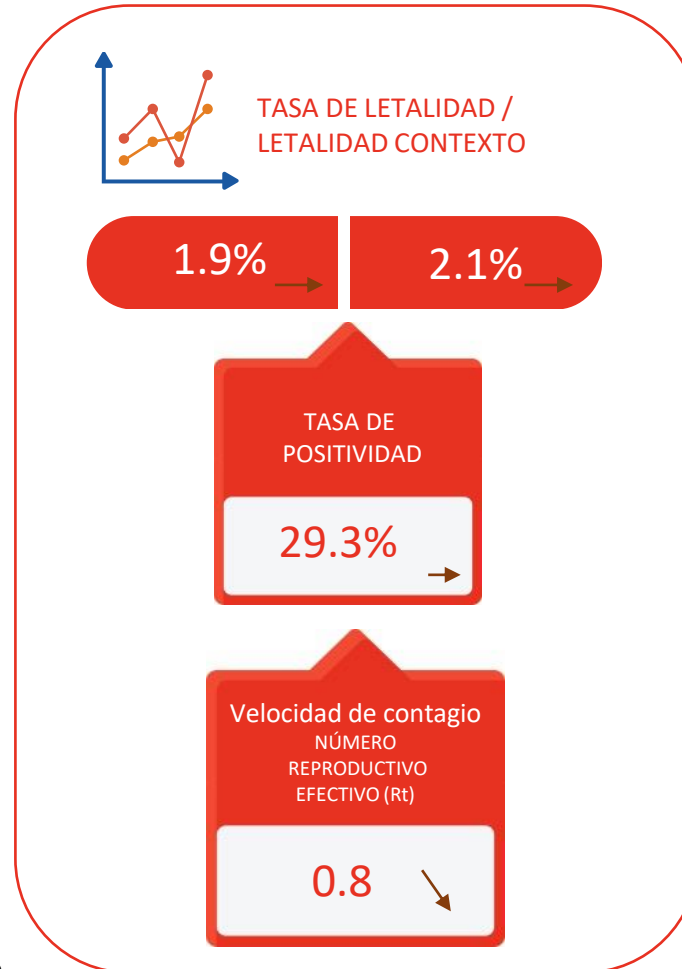 TASA DE LETALIDAD /
LETALIDAD CONTEXTO
1.9%
2.1%
TASA DE
POSITIVIDAD
29.3%
Velocidad de contagio
NÚMERO
REPRODUCTIVO
EFECTIVO (Rt)
0.8